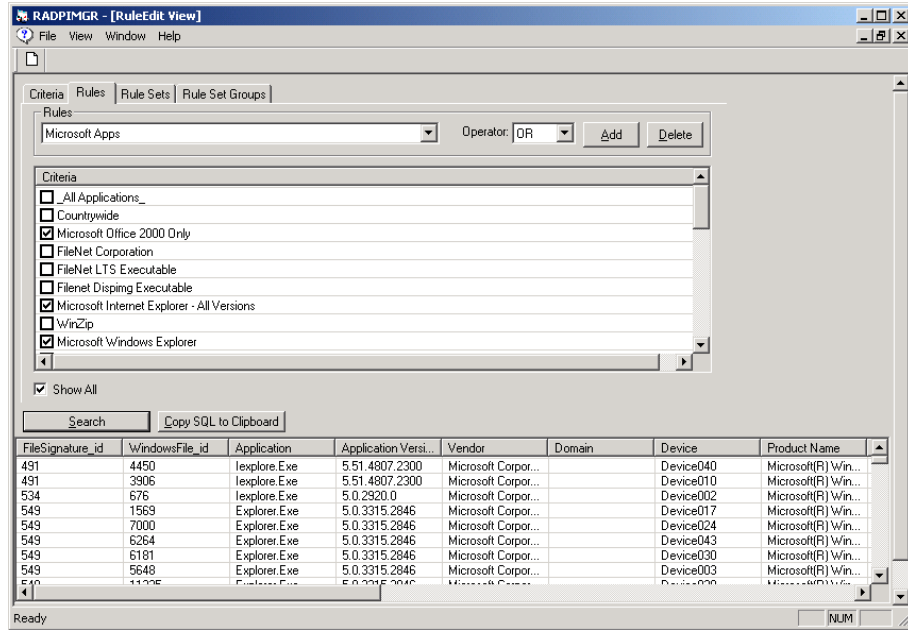 RADPIMGR - [RuleEdit View]
File View Window Help
Criteria Rules Rule Sets Rule Set Groups
Rules
Microsoft Apps Operator: OR Add Delete
Criteria
_All Applications_
Countrywide
Microsoft Office 2000 Only
FileNet Corporation
FileNet LTS Executable
Filenet Dispimg Executable
Microsoft Internet Explorer - All Versions
WinZip
Microsoft Windows Explorer
Show All
Search Copy SQL to Clipboard
FileSignature_id WindowsFile_id Application Application Versi... Vendor Domain Device Product Name
491 4450 Iexplore.Exe 5.51.4807.2300 Microsoft Corpor... Device040 Microsoft(R) Win...
491 3906 Iexplore.Exe 5.51.4807.2300 Microsoft Corpor... Device010 Microsoft(R) Win...
534 676 Iexplore.Exe 5.0.2920.0 Microsoft Corpor... Device002 Microsoft(R) Win...
549 1569 Explorer.Exe 5.0.3315.2846 Microsoft Corpor... Device017 Microsoft(R) Win...
549 7000 Explorer.Exe 5.0.3315.2846 Microsoft Corpor... Device024 Microsoft(R) Win...
549 6264 Explorer.Exe 5.0.3315.2846 Microsoft Corpor... Device043 Microsoft(R) Win...
549 6181 Explorer.Exe 5.0.3315.2846 Microsoft Corpor... Device030 Microsoft(R) Win...
549 5648 Explorer.Exe 5.0.3315.2846 Microsoft Corpor... Device003 Microsoft(R) Win...
Ready NUM